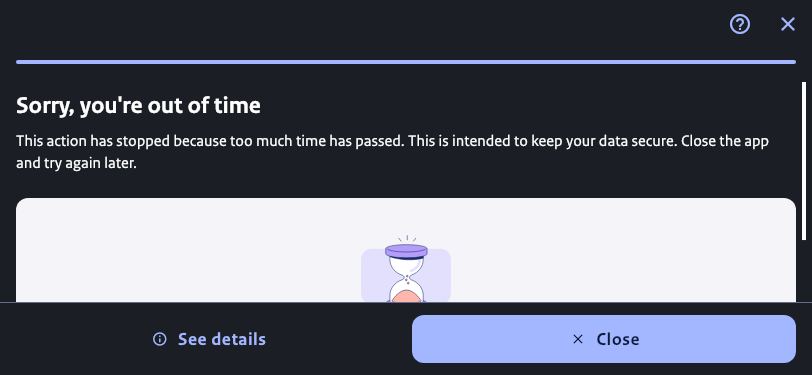 Sorry, you're out of time
This action has stopped because too much time has passed. This is intended to keep your data secure. Close the app
and try again later.
See details
Close